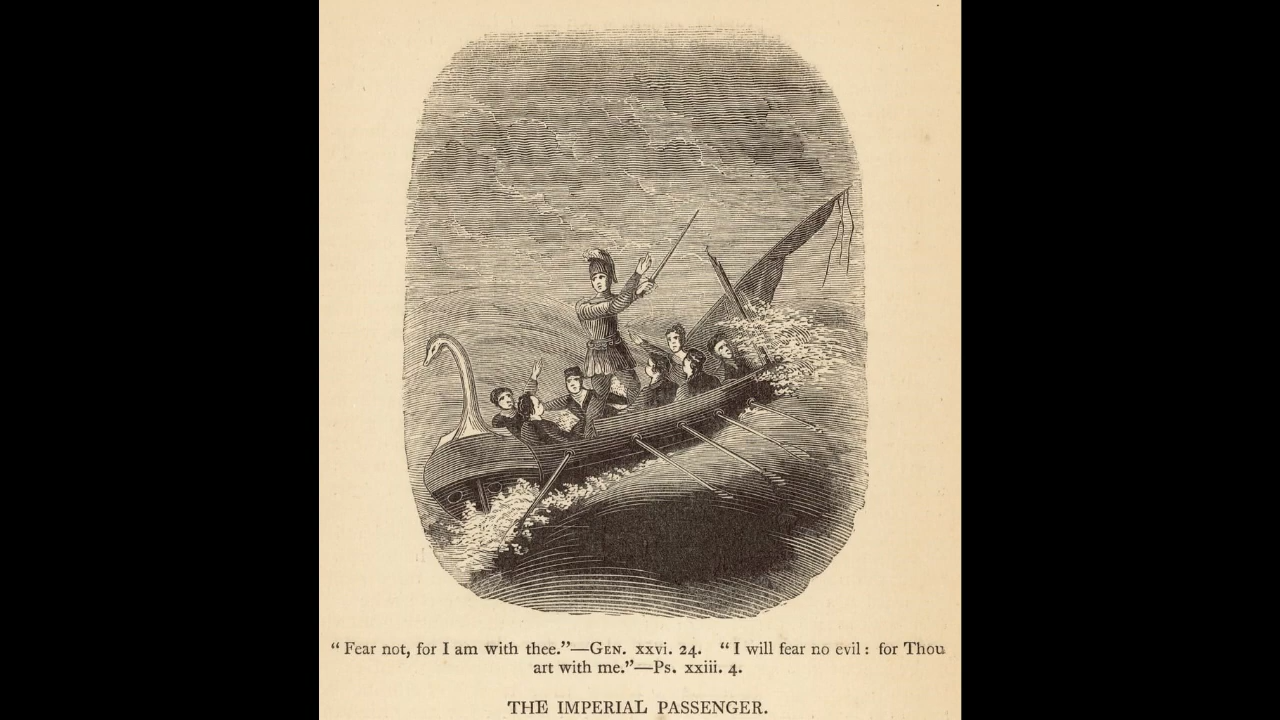 “ Fear not, for I am with thee.”—Gen. xxvi. 24. “ I will fear no evil : for Thou
art with me.”—Ps. xxiii. 4.
THE IMPERIAL PASSENGER.